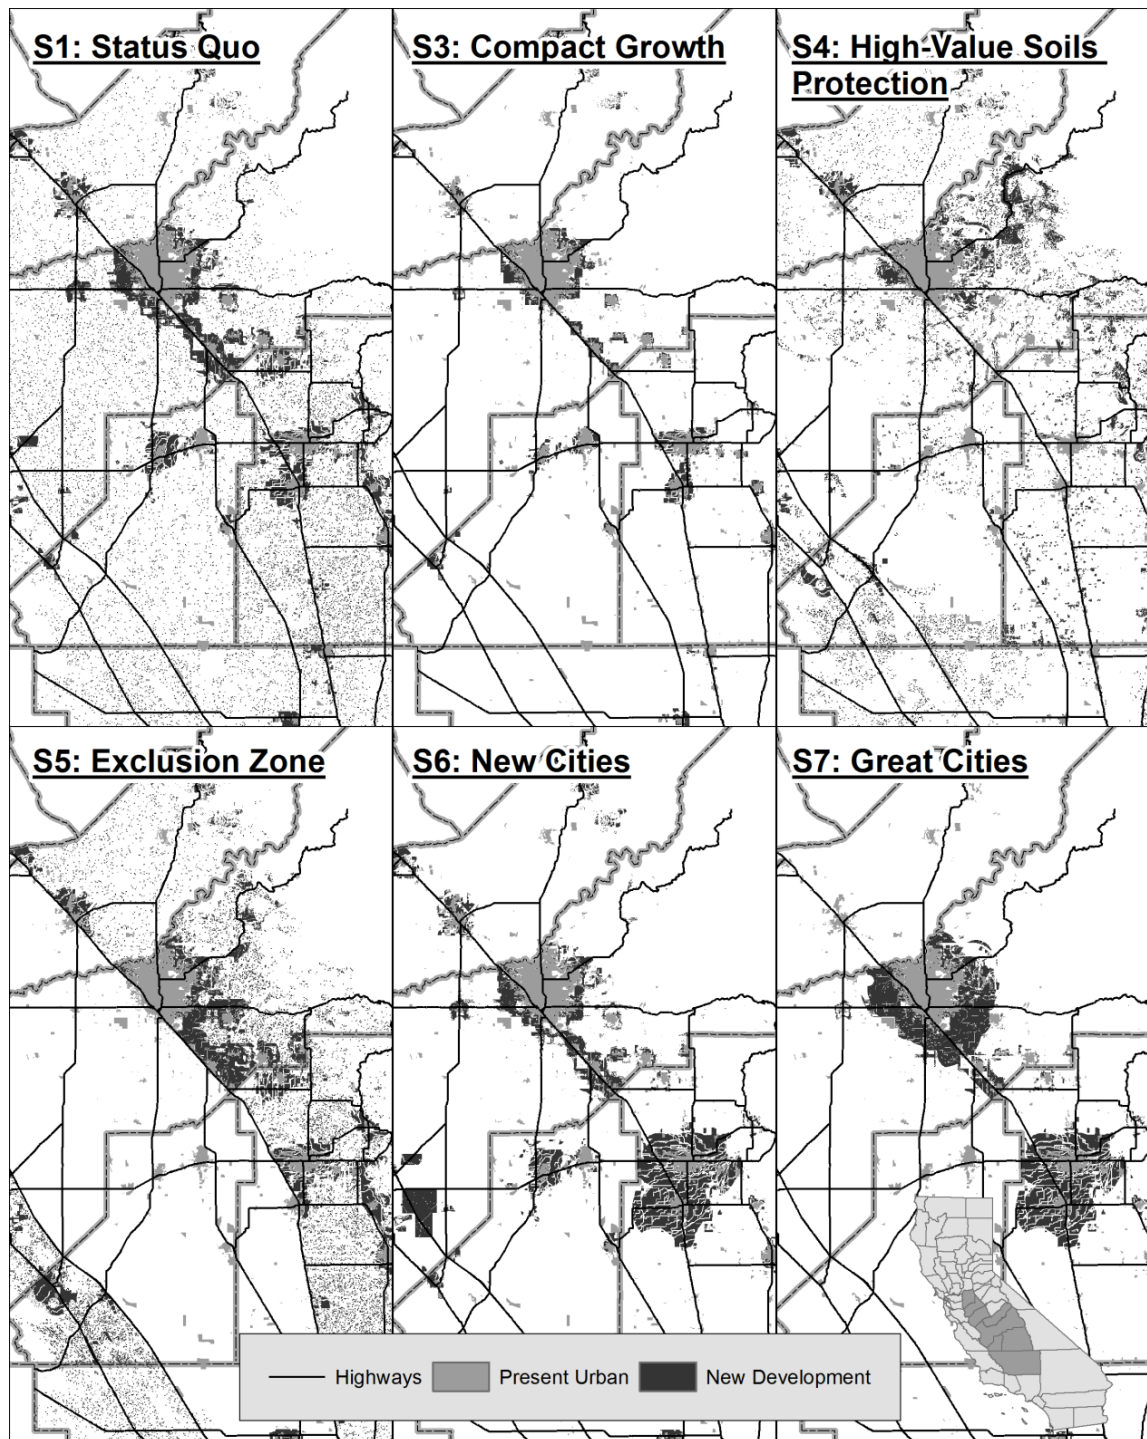 S1: Status Quo
S3: Compact Growth
S4: High-Value Soils
Protection
S5: Exclusion Zone
S6: New Cities
S7: Great Cities
Highways
Present Urban
New Development